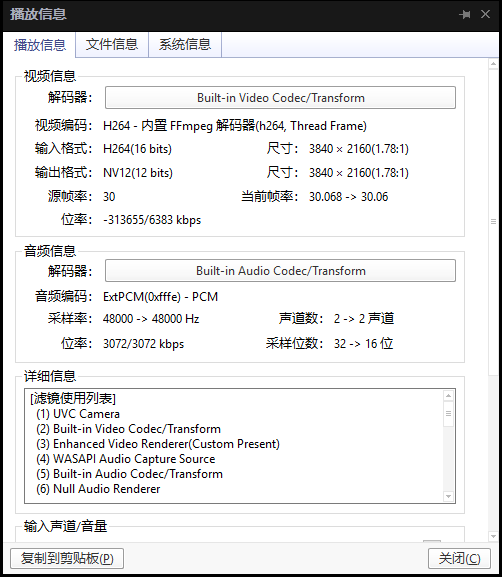 播放信息
播放信息 文件信息 系统信息
视频信息
解码器： Built-in Video Codec/Transform
视频编码： H264 - 内置 FFmpeg 解码器(h264, Thread Frame)
输入格式： H264(16 bits) 尺寸： 3840 × 2160(1.78:1)
输出格式： NV12(12 bits) 尺寸： 3840 × 2160(1.78:1)
源帧率： 30 当前帧率： 30.068 -> 30.06
位率： -313655/6383 kbps
音频信息
解码器： Built-in Audio Codec/Transform
音频编码： ExtPCM(0xfffe) - PCM
采样率： 48000 -> 48000 Hz 声道数： 2 -> 2 声道
位率： 3072/3072 kbps 采样位数： 32 -> 16 位
详细信息
[滤镜使用列表]
(1) UVC Camera
(2) Built-in Video Codec/Transform
(3) Enhanced Video Renderer(Custom Present)
(4) WASAPI Audio Capture Source
(5) Built-in Audio Codec/Transform
(6) Null Audio Renderer
输入声道/音量
复制到剪贴板(P) 关闭(C)